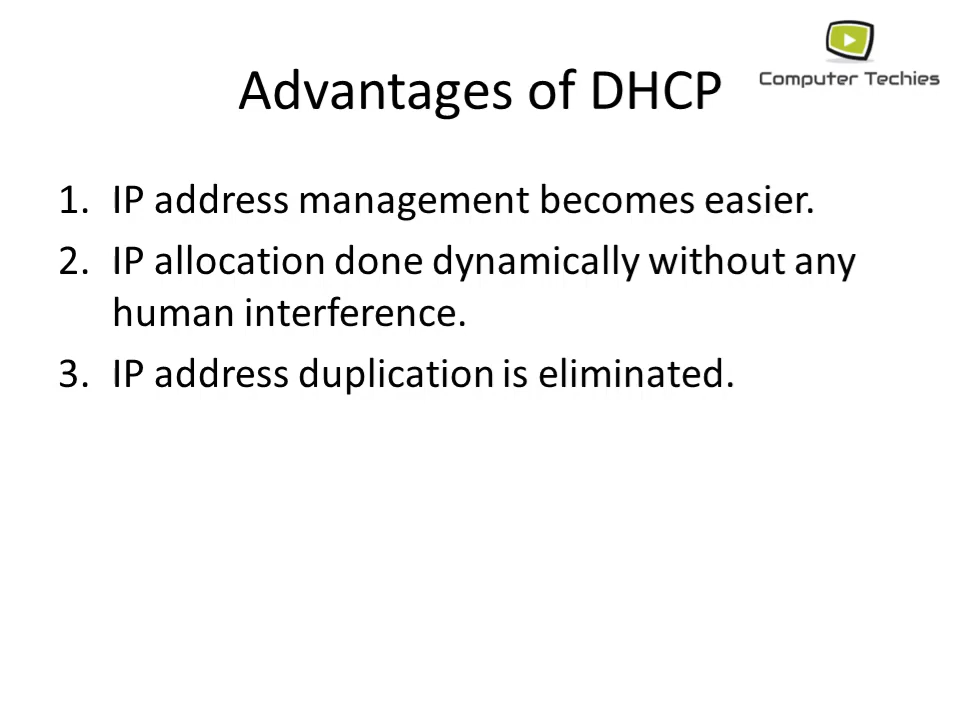 Computer Techies
Advantages of DHCP
1. IP address management becomes easier.
2. IP allocation done dynamically without any
human interference.
3. IP address duplication is eliminated.